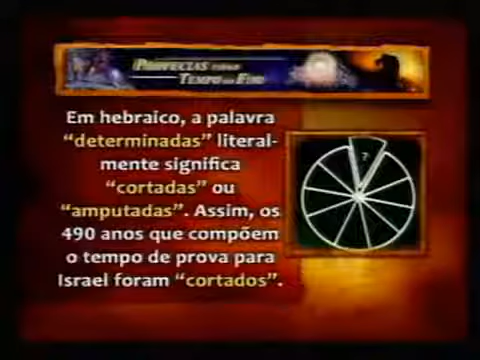 PROFECIAS PARA O
TEMPO DO FIM
Em hebraico, a palavra
“determinadas” literal-
mente significa
“cortadas” ou
“amputadas”. Assim, os
490 anos que compõem
o tempo de prova para
Israel foram “cortados”.
?